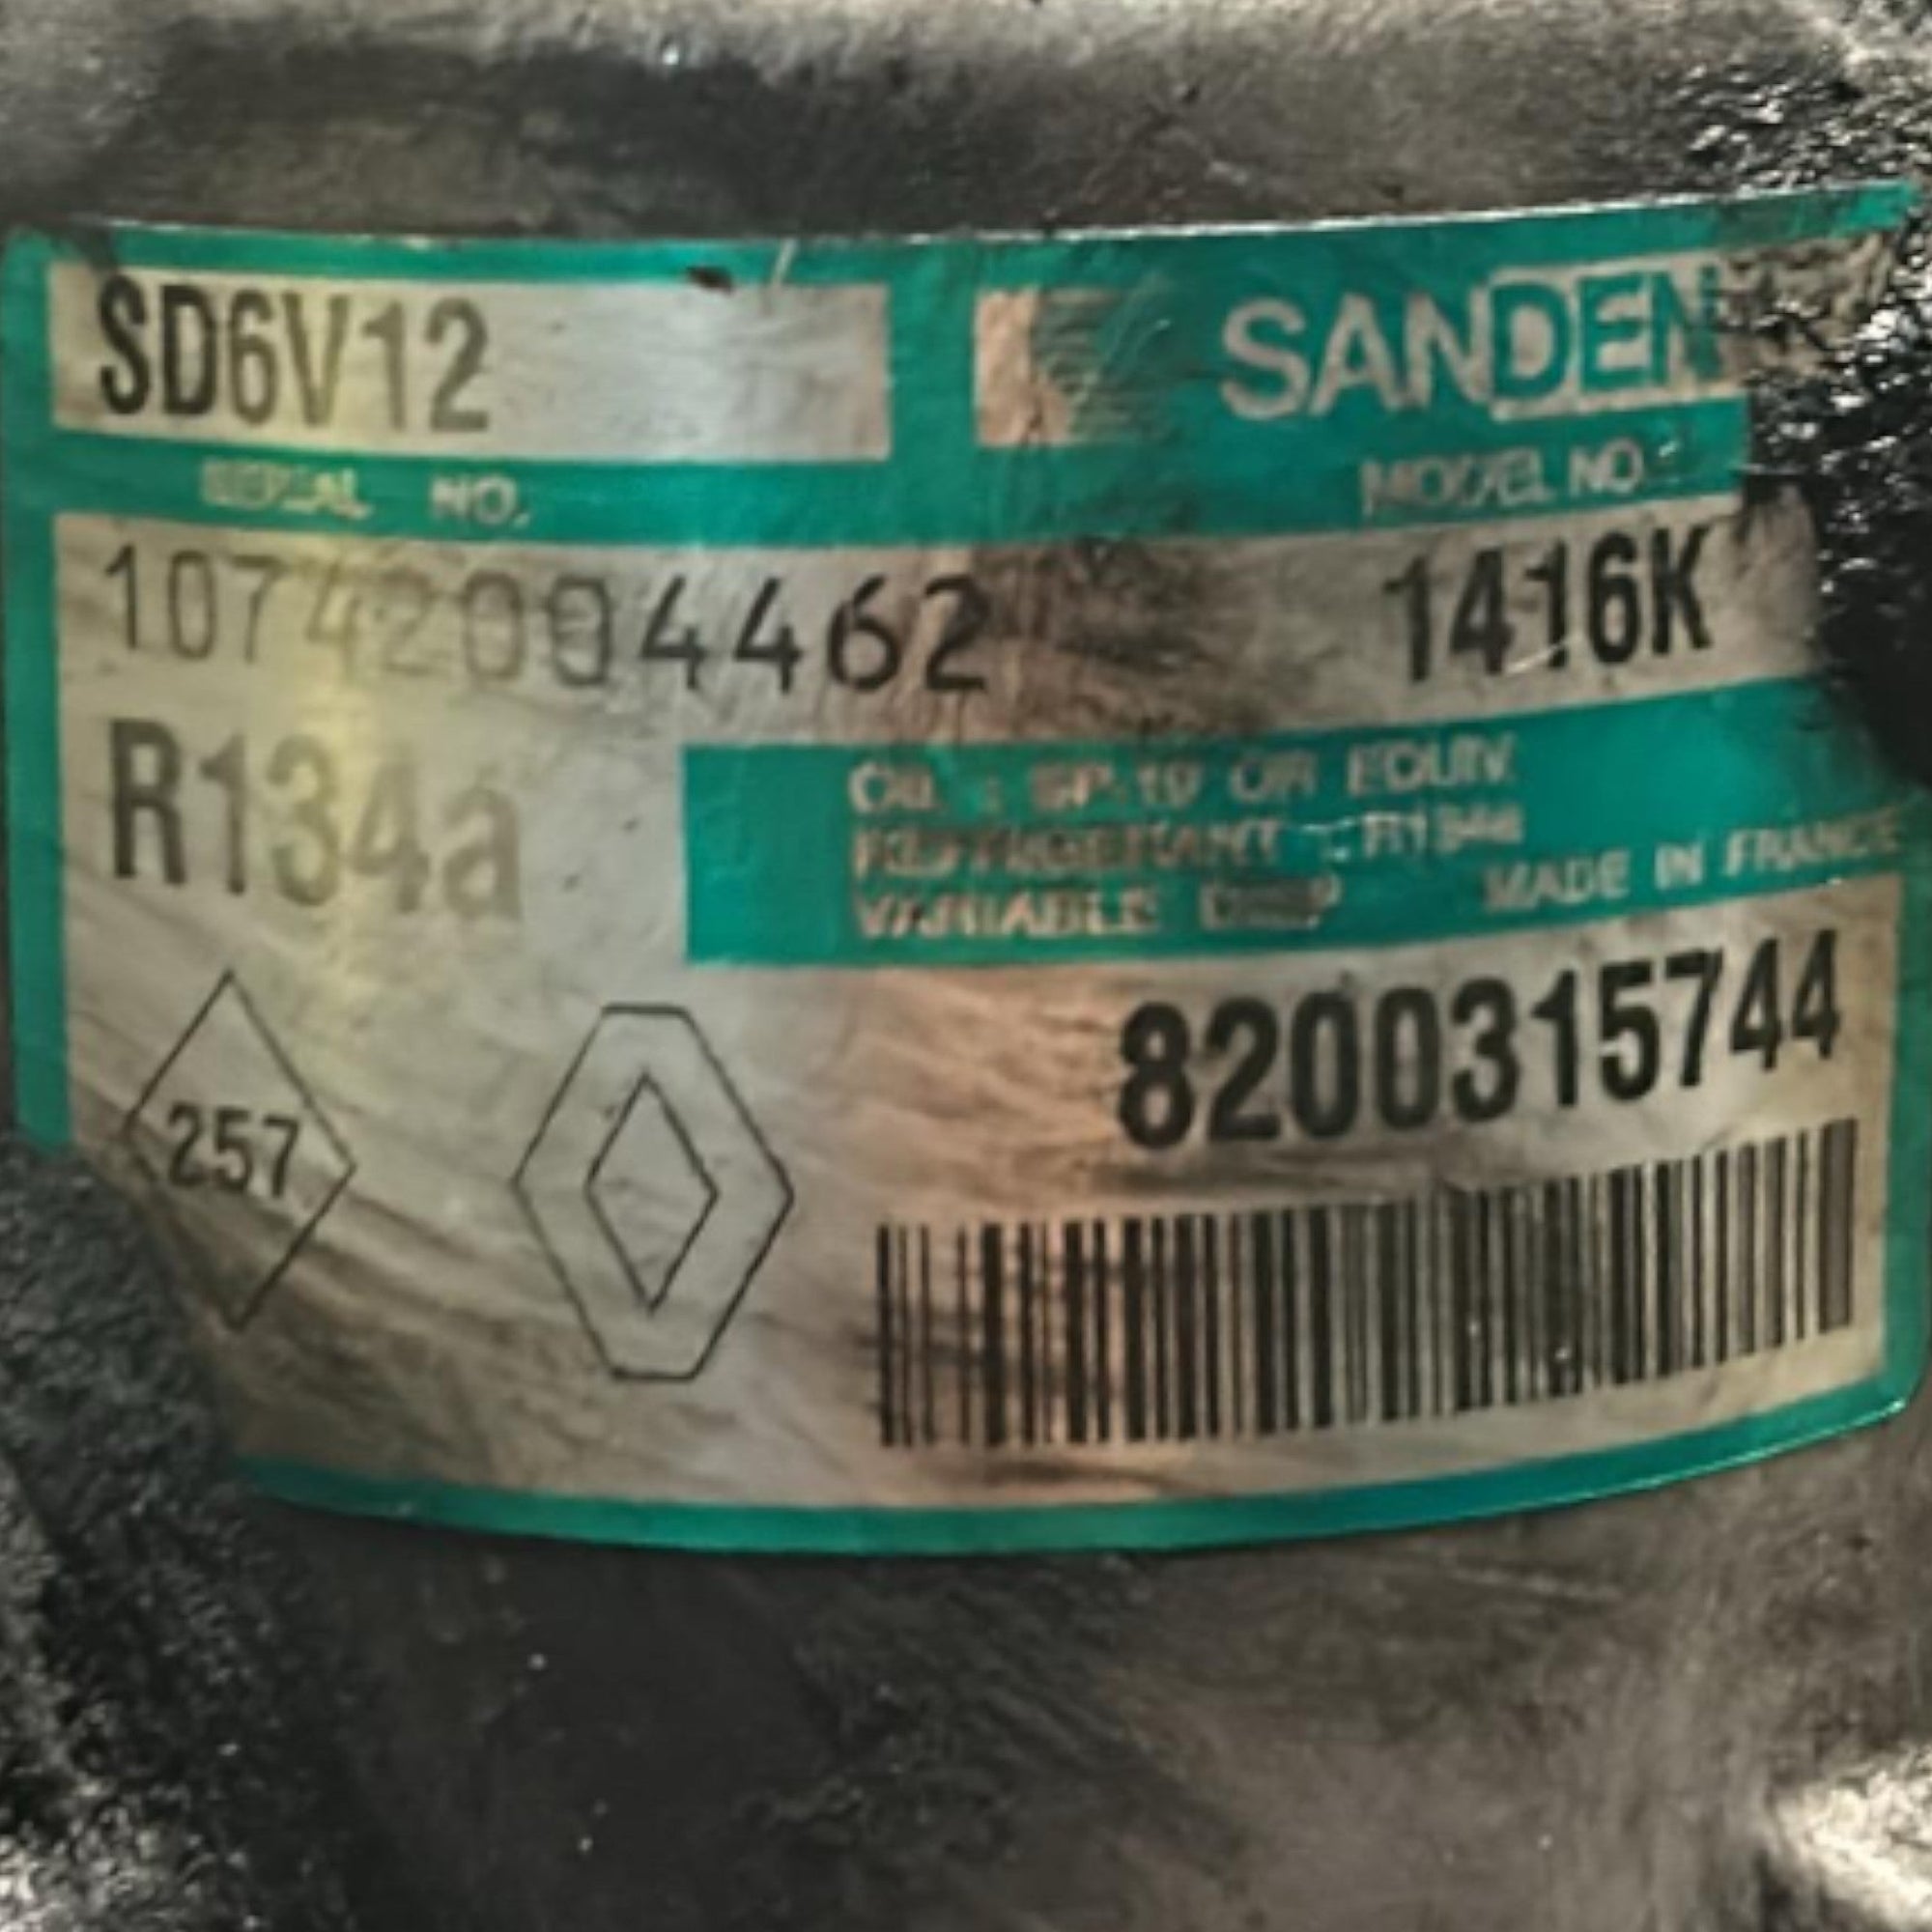 SD6V12
SANDEN
SERIAL NO.
MODEL NO.
10742004462
1416K
R134a
OIL : SP-10 OR EQUIV.
REFRIGERANT : R134a
VARIABLE DISP
MADE IN FRANCE
8200315744
257